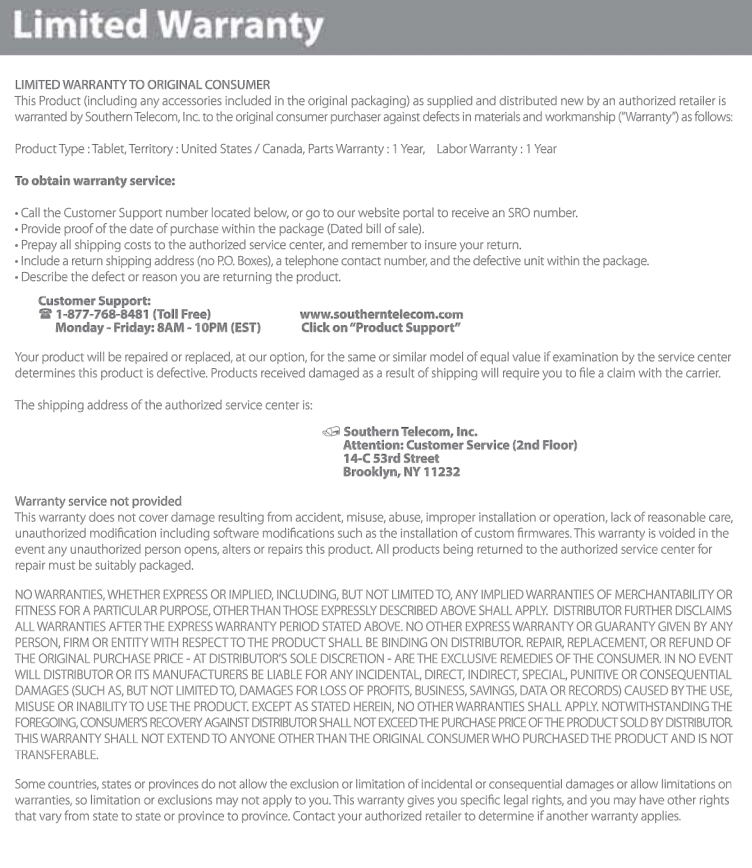 Limited Warranty
LIMITED WARRANTY TO ORIGINAL CONSUMER
This Product (including any accessories included in the original packaging) as supplied and distributed new by an authorized retailer is
warranted by Southern Telecom, Inc. to the original consumer purchaser against defects in materials and workmanship ("Warranty") as follows:
Product Type : Tablet, Territory : United States / Canada, Parts Warranty : 1 Year, Labor Warranty : 1 Year
To obtain warranty service:
• Call the Customer Support number located below, or go to our website portal to receive an SRO number.
• Provide proof of the date of purchase within the package (Dated bill of sale).
• Prepay all shipping costs to the authorized service center, and remember to insure your return.
• Include a return shipping address (no P.O. Boxes), a telephone contact number, and the defective unit within the package.
• Describe the defect or reason you are returning the product.
Customer Support:
☎ 1-877-768-8481 (Toll Free) www.southerntelecom.com
Monday - Friday: 8AM - 10PM (EST) Click on "Product Support"
Your product will be repaired or replaced, at our option, for the same or similar model of equal value if examination by the service center
determines this product is defective. Products received damaged as a result of shipping will require you to file a claim with the carrier.
The shipping address of the authorized service center is:
Southern Telecom, Inc.
Attention: Customer Service (2nd Floor)
14-C 53rd Street
Brooklyn, NY 11232
Warranty service not provided
This warranty does not cover damage resulting from accident, misuse, abuse, improper installation or operation, lack of reasonable care,
unauthorized modification including software modifications such as the installation of custom firmwares. This warranty is voided in the
event any unauthorized person opens, alters or repairs this product. All products being returned to the authorized service center for
repair must be suitably packaged.
NO WARRANTIES, WHETHER EXPRESS OR IMPLIED, INCLUDING, BUT NOT LIMITED TO, ANY IMPLIED WARRANTIES OF MERCHANTABILITY OR
FITNESS FOR A PARTICULAR PURPOSE, OTHER THAN THOSE EXPRESSLY DESCRIBED ABOVE SHALL APPLY. DISTRIBUTOR FURTHER DISCLAIMS
ALL WARRANTIES AFTER THE EXPRESS WARRANTY PERIOD STATED ABOVE. NO OTHER EXPRESS WARRANTY OR GUARANTY GIVEN BY ANY
PERSON, FIRM OR ENTITY WITH RESPECT TO THE PRODUCT SHALL BE BINDING ON DISTRIBUTOR. REPAIR, REPLACEMENT, OR REFUND OF
THE ORIGINAL PURCHASE PRICE - AT DISTRIBUTOR'S SOLE DISCRETION - ARE THE EXCLUSIVE REMEDIES OF THE CONSUMER. IN NO EVENT
WILL DISTRIBUTOR OR ITS MANUFACTURERS BE LIABLE FOR ANY INCIDENTAL, DIRECT, INDIRECT, SPECIAL, PUNITIVE OR CONSEQUENTIAL
DAMAGES (SUCH AS, BUT NOT LIMITED TO, DAMAGES FOR LOSS OF PROFITS, BUSINESS, SAVINGS, DATA OR RECORDS) CAUSED BY THE USE,
MISUSE OR INABILITY TO USE THE PRODUCT. EXCEPT AS STATED HEREIN, NO OTHER WARRANTIES SHALL APPLY. NOTWITHSTANDING THE
FOREGOING, CONSUMER'S RECOVERY AGAINST DISTRIBUTOR SHALL NOT EXCEED THE PURCHASE PRICE OF THE PRODUCT SOLD BY DISTRIBUTOR.
THIS WARRANTY SHALL NOT EXTEND TO ANYONE OTHER THAN THE ORIGINAL CONSUMER WHO PURCHASED THE PRODUCT AND IS NOT
TRANSFERABLE.
Some countries, states or provinces do not allow the exclusion or limitation of incidental or consequential damages or allow limitations on
warranties, so limitation or exclusions may not apply to you. This warranty gives you specific legal rights, and you may have other rights
that vary from state to state or province to province. Contact your authorized retailer to determine if another warranty applies.